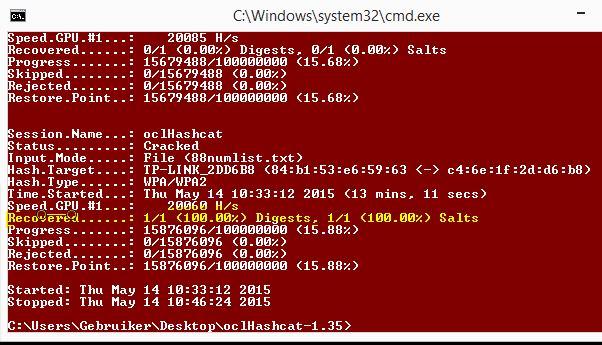 C:\Windows\system32\cmd.exe
Speed.GPU.#1...:    20085 H/s
Recovered......: 0/1 (0.00%) Digests, 0/1 (0.00%) Salts
Progress.......: 15679488/100000000 (15.68%)
Skipped........: 0/15679488 (0.00%)
Rejected.......: 0/15679488 (0.00%)
Restore.Point..: 15679488/100000000 (15.68%)
Session.Name...: oclHashcat
Status.........: Cracked
Input.Mode.....: File (88numlist.txt)
Hash.Target....: TP-LINK_2DD6B8 (84:b1:53:e6:59:63 <-> c4:6e:1f:2d:d6:b8)
Hash.Type......: WPA/WPA2
Time.Started...: Thu May 14 10:33:12 2015 (13 mins, 11 secs)
Speed.GPU.#1...:    20060 H/s
Recovered......: 1/1 (100.00%) Digests, 1/1 (100.00%) Salts
Progress.......: 15876096/100000000 (15.88%)
Skipped........: 0/15876096 (0.00%)
Rejected.......: 0/15876096 (0.00%)
Restore.Point..: 15876096/100000000 (15.88%)
Started: Thu May 14 10:33:12 2015
Stopped: Thu May 14 10:46:24 2015
C:\Users\Gebruiker\Desktop\oclHashcat-1.35>